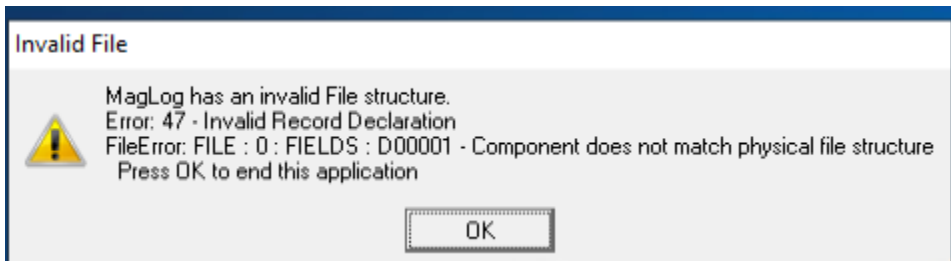 Invalid File
MagLog has an invalid File structure.
Error: 47 - Invalid Record Declaration
FileError: FILE : 0 : FIELDS : D00001 - Component does not match physical file structure
Press OK to end this application
OK